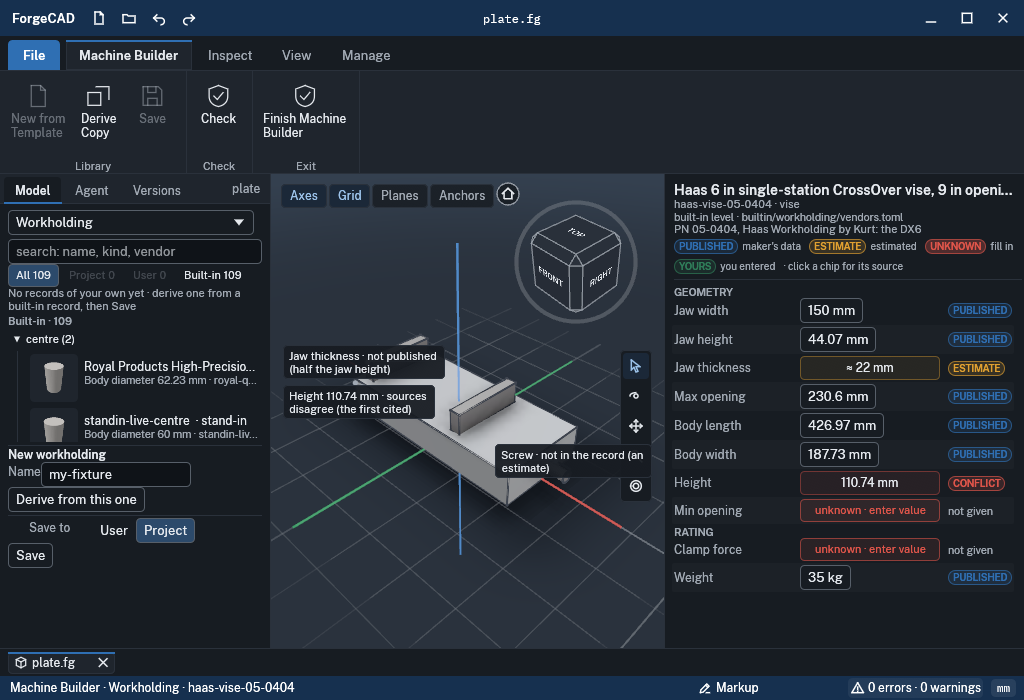 ForgeCAD
plate.fg
File
Machine Builder
Inspect
View
Manage
New from
Template
Derive
Copy
Save
Check
Finish Machine
Builder
Library
Check
Exit
Model
Agent
Versions
plate
Workholding
search: name, kind, vendor
All 109
Project 0
User 0
Built-in 109
No records of your own yet · derive one from a
built-in record, then Save
Built-in · 109
centre (2)
Royal Products High-Precisio...
Body diameter 62.23 mm · royal-q...
standin-live-centre · stand-in
Body diameter 60 mm · standin-liv...
New workholding
Name
my-fixture
Derive from this one
Save to
User
Project
Save
Axes
Grid
Planes
Anchors
TOP
FRONT
RIGHT
Jaw thickness · not published
(half the jaw height)
Height 110.74 mm · sources
disagree (the first cited)
Screw · not in the record (an
estimate)
Haas 6 in single-station CrossOver vise, 9 in openi...
haas-vise-05-0404 · vise
built-in level · builtin/workholding/vendors.toml
PN 05-0404, Haas Workholding by Kurt: the DX6
PUBLISHED maker's data ESTIMATE estimated UNKNOWN fill in
YOURS you entered · click a chip for its source
GEOMETRY
Jaw width 150 mm PUBLISHED
Jaw height 44.07 mm PUBLISHED
Jaw thickness ≈ 22 mm ESTIMATE
Max opening 230.6 mm PUBLISHED
Body length 426.97 mm PUBLISHED
Body width 187.73 mm PUBLISHED
Height 110.74 mm CONFLICT
Min opening unknown · enter value not given
RATING
Clamp force unknown · enter value not given
Weight 35 kg PUBLISHED
plate.fg
Machine Builder · Workholding · haas-vise-05-0404
Markup
0 errors · 0 warnings
mm